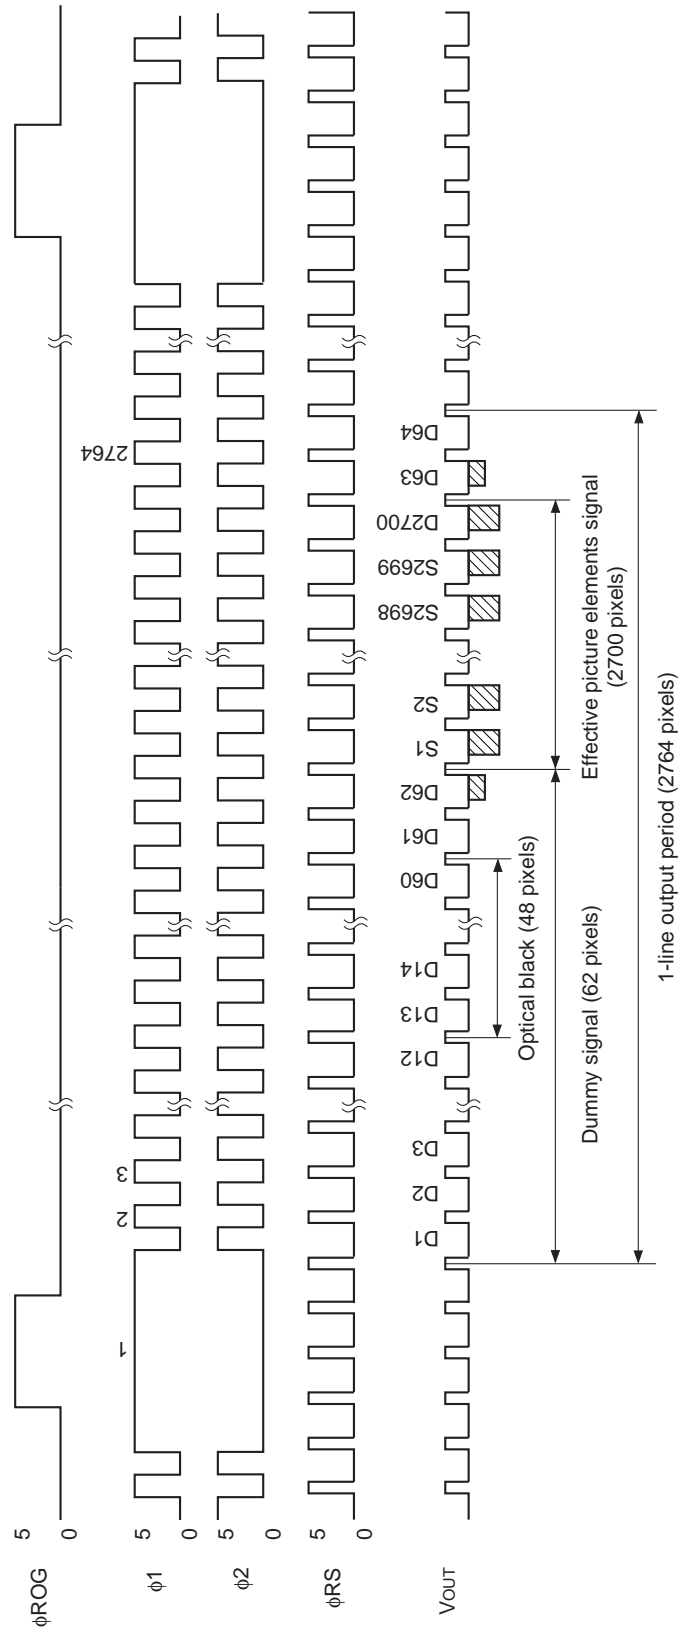 φROG
5
0
φ1
5
0
1
2
3
2764
φ2
5
0
φRS
5
0
VOUT
D1
D2
D3
D12
D13
D14
D60
D61
D62
S1
S2
S2698
S2699
D2700
D63
D64
Optical black (48 pixels)
Dummy signal (62 pixels)
Effective picture elements signal
(2700 pixels)
1-line output period (2764 pixels)